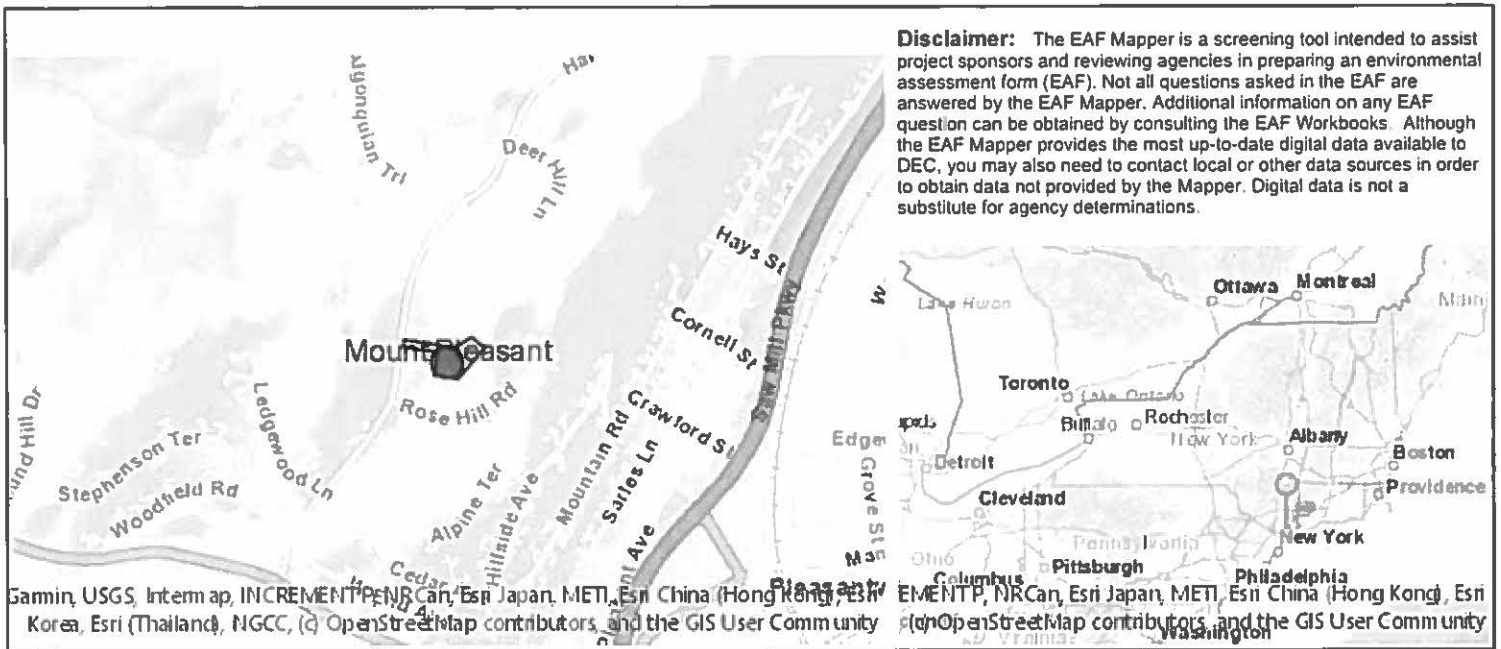 Disclaimer: The EAF Mapper is a screening tool intended to assist
project sponsors and reviewing agencies in preparing an environmental
assessment form (EAF). Not all questions asked in the EAF are
answered by the EAF Mapper. Additional information on any EAF
question can be obtained by consulting the EAF Workbooks. Although
the EAF Mapper provides the most up-to-date digital data available to
DEC, you may also need to contact local or other data sources in order
to obtain data not provided by the Mapper. Digital data is not a
substitute for agency determinations.
Deer Hill Ln
Hays St
Cornell St
Saw Mill Pkwy
Mount Pleasant
Rose Hill Rd
Crawford St
Mountain Rd
Sarles Ln
Ledgewood Ln
Stephenson Ter
Woodfield Rd
Alpine Ter
Hillside Ave
Cedar
Garmin, USGS, Intermap, INCREMENT P, NRCan, Esri Japan, METI, Esri China (Hong Kong), Esri
Korea, Esri (Thailand), NGCC, (c) OpenStreetMap contributors, and the GIS User Community
Ottawa
Montreal
Lake Huron
Toronto
Lake Ontario
Buffalo
Rochester
New York
Albany
Boston
Detroit
Providence
Cleveland
New York
Pennsylvania
Ohio
Pittsburgh
Columbus
Philadelphia
EMENT P, NRCan, Esri Japan, METI, Esri China (Hong Kong), Esri
(c) OpenStreetMap contributors, and the GIS User Community
Virginia
Washington